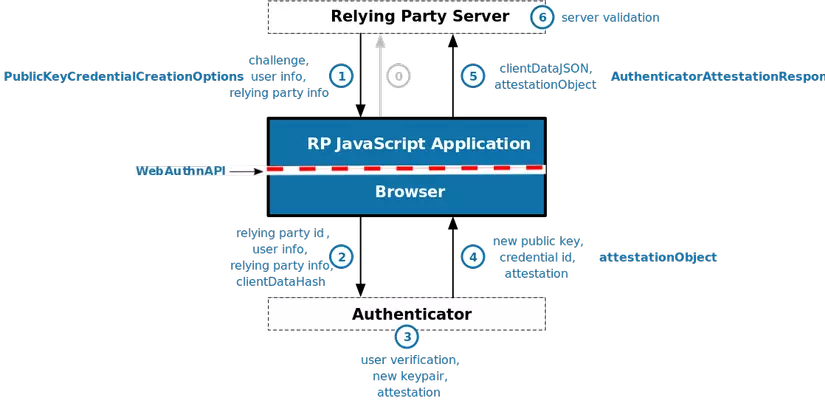 Relying Party Server
6
server validation
PublicKeyCredentialCreationOptions
challenge,
user info,
relying party info
1
0
5
clientDataJSON,
attestationObject
AuthenticatorAttestationRespon
RP JavaScript Application
WebAuthnAPI
Browser
relying party id,
user info,
relying party info,
clientDataHash
2
4
new public key,
credential id,
attestation
attestationObject
Authenticator
3
user verification,
new keypair,
attestation